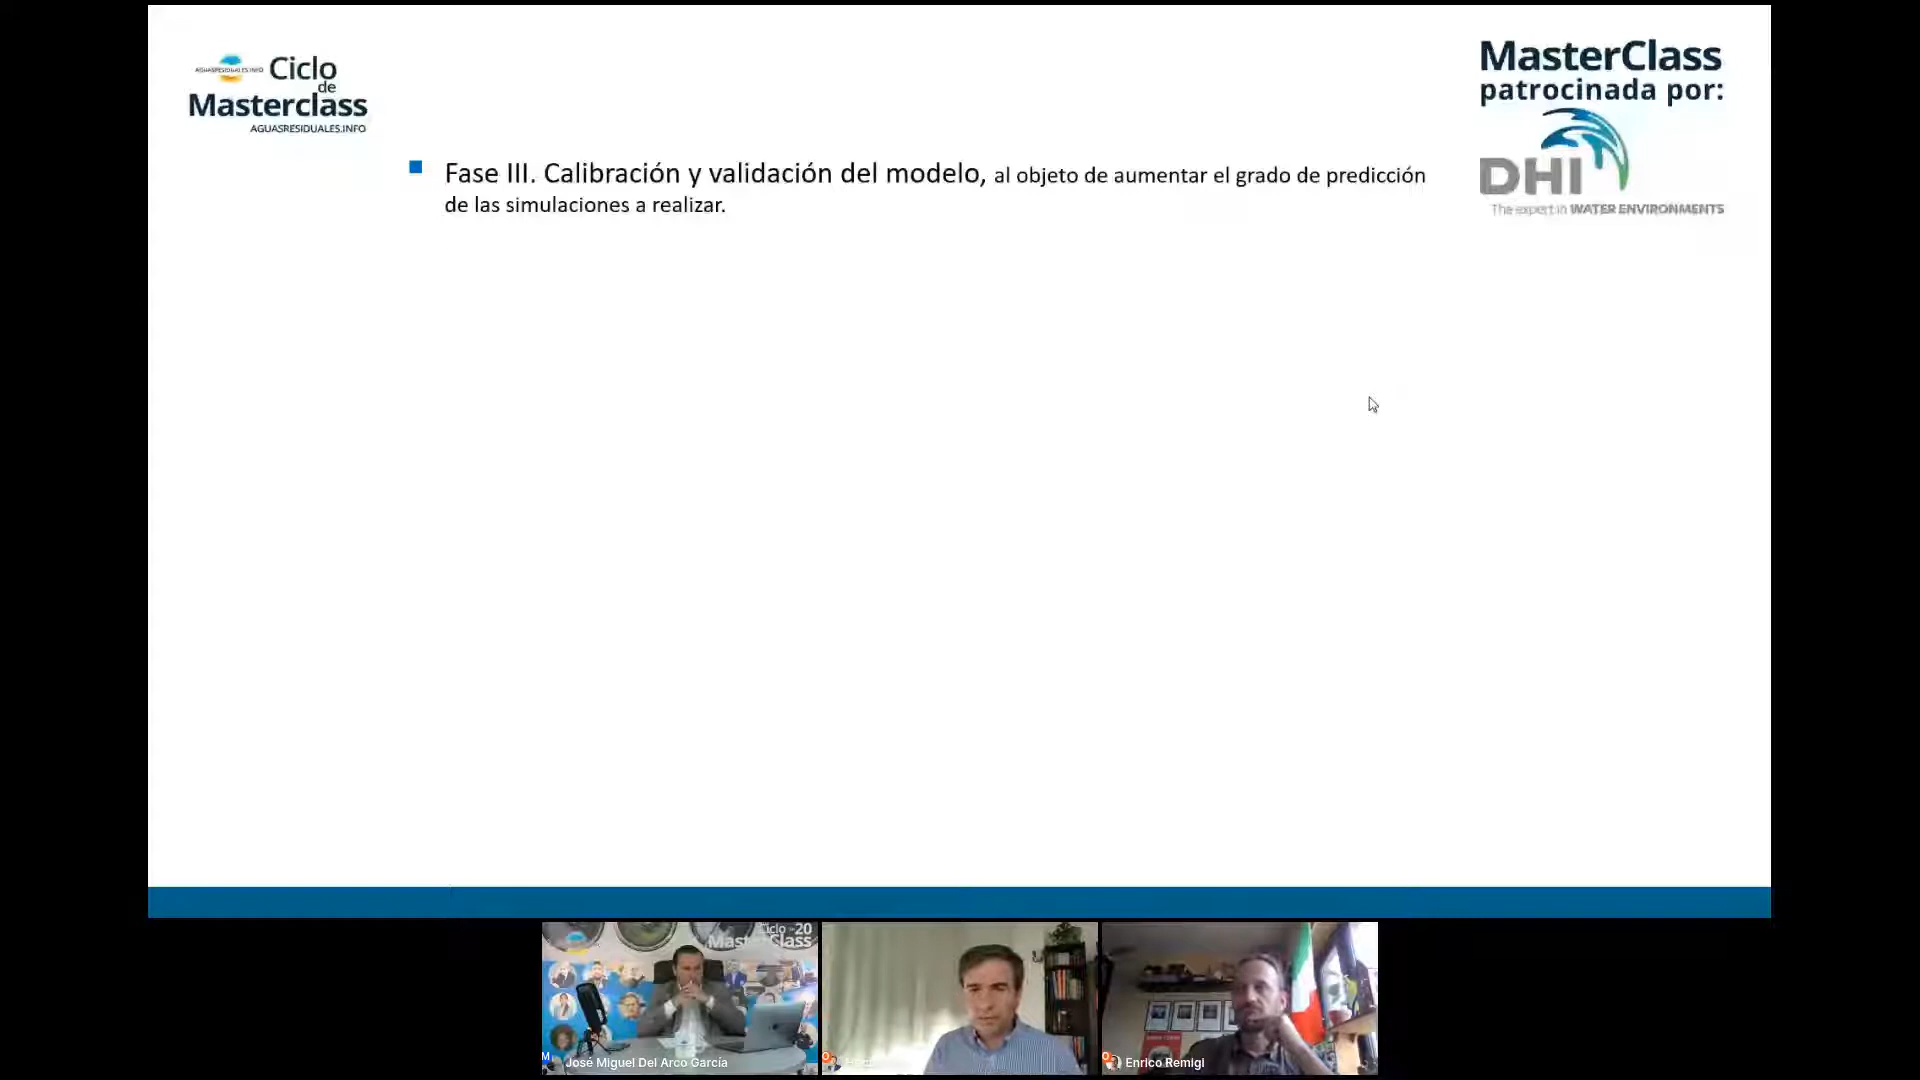 AGUASRESIDUALES.INFO Ciclo
de
Masterclass
AGUASRESIDUALES.INFO
MasterClass
patrocinada por:
DHI
The expert in WATER ENVIRONMENTS
Fase III. Calibración y validación del modelo, al objeto de aumentar el grado de predicción
de las simulaciones a realizar.
Ciclo de 20
MasterClass
M José Miguel Del Arco García
O
O Enrico Remigi